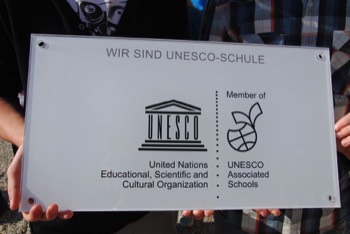 WIR SIND UNESCO-SCHULE
UNESCO
United Nations
Educational, Scientific and
Cultural Organization
Member of
UNESCO
Associated
Schools